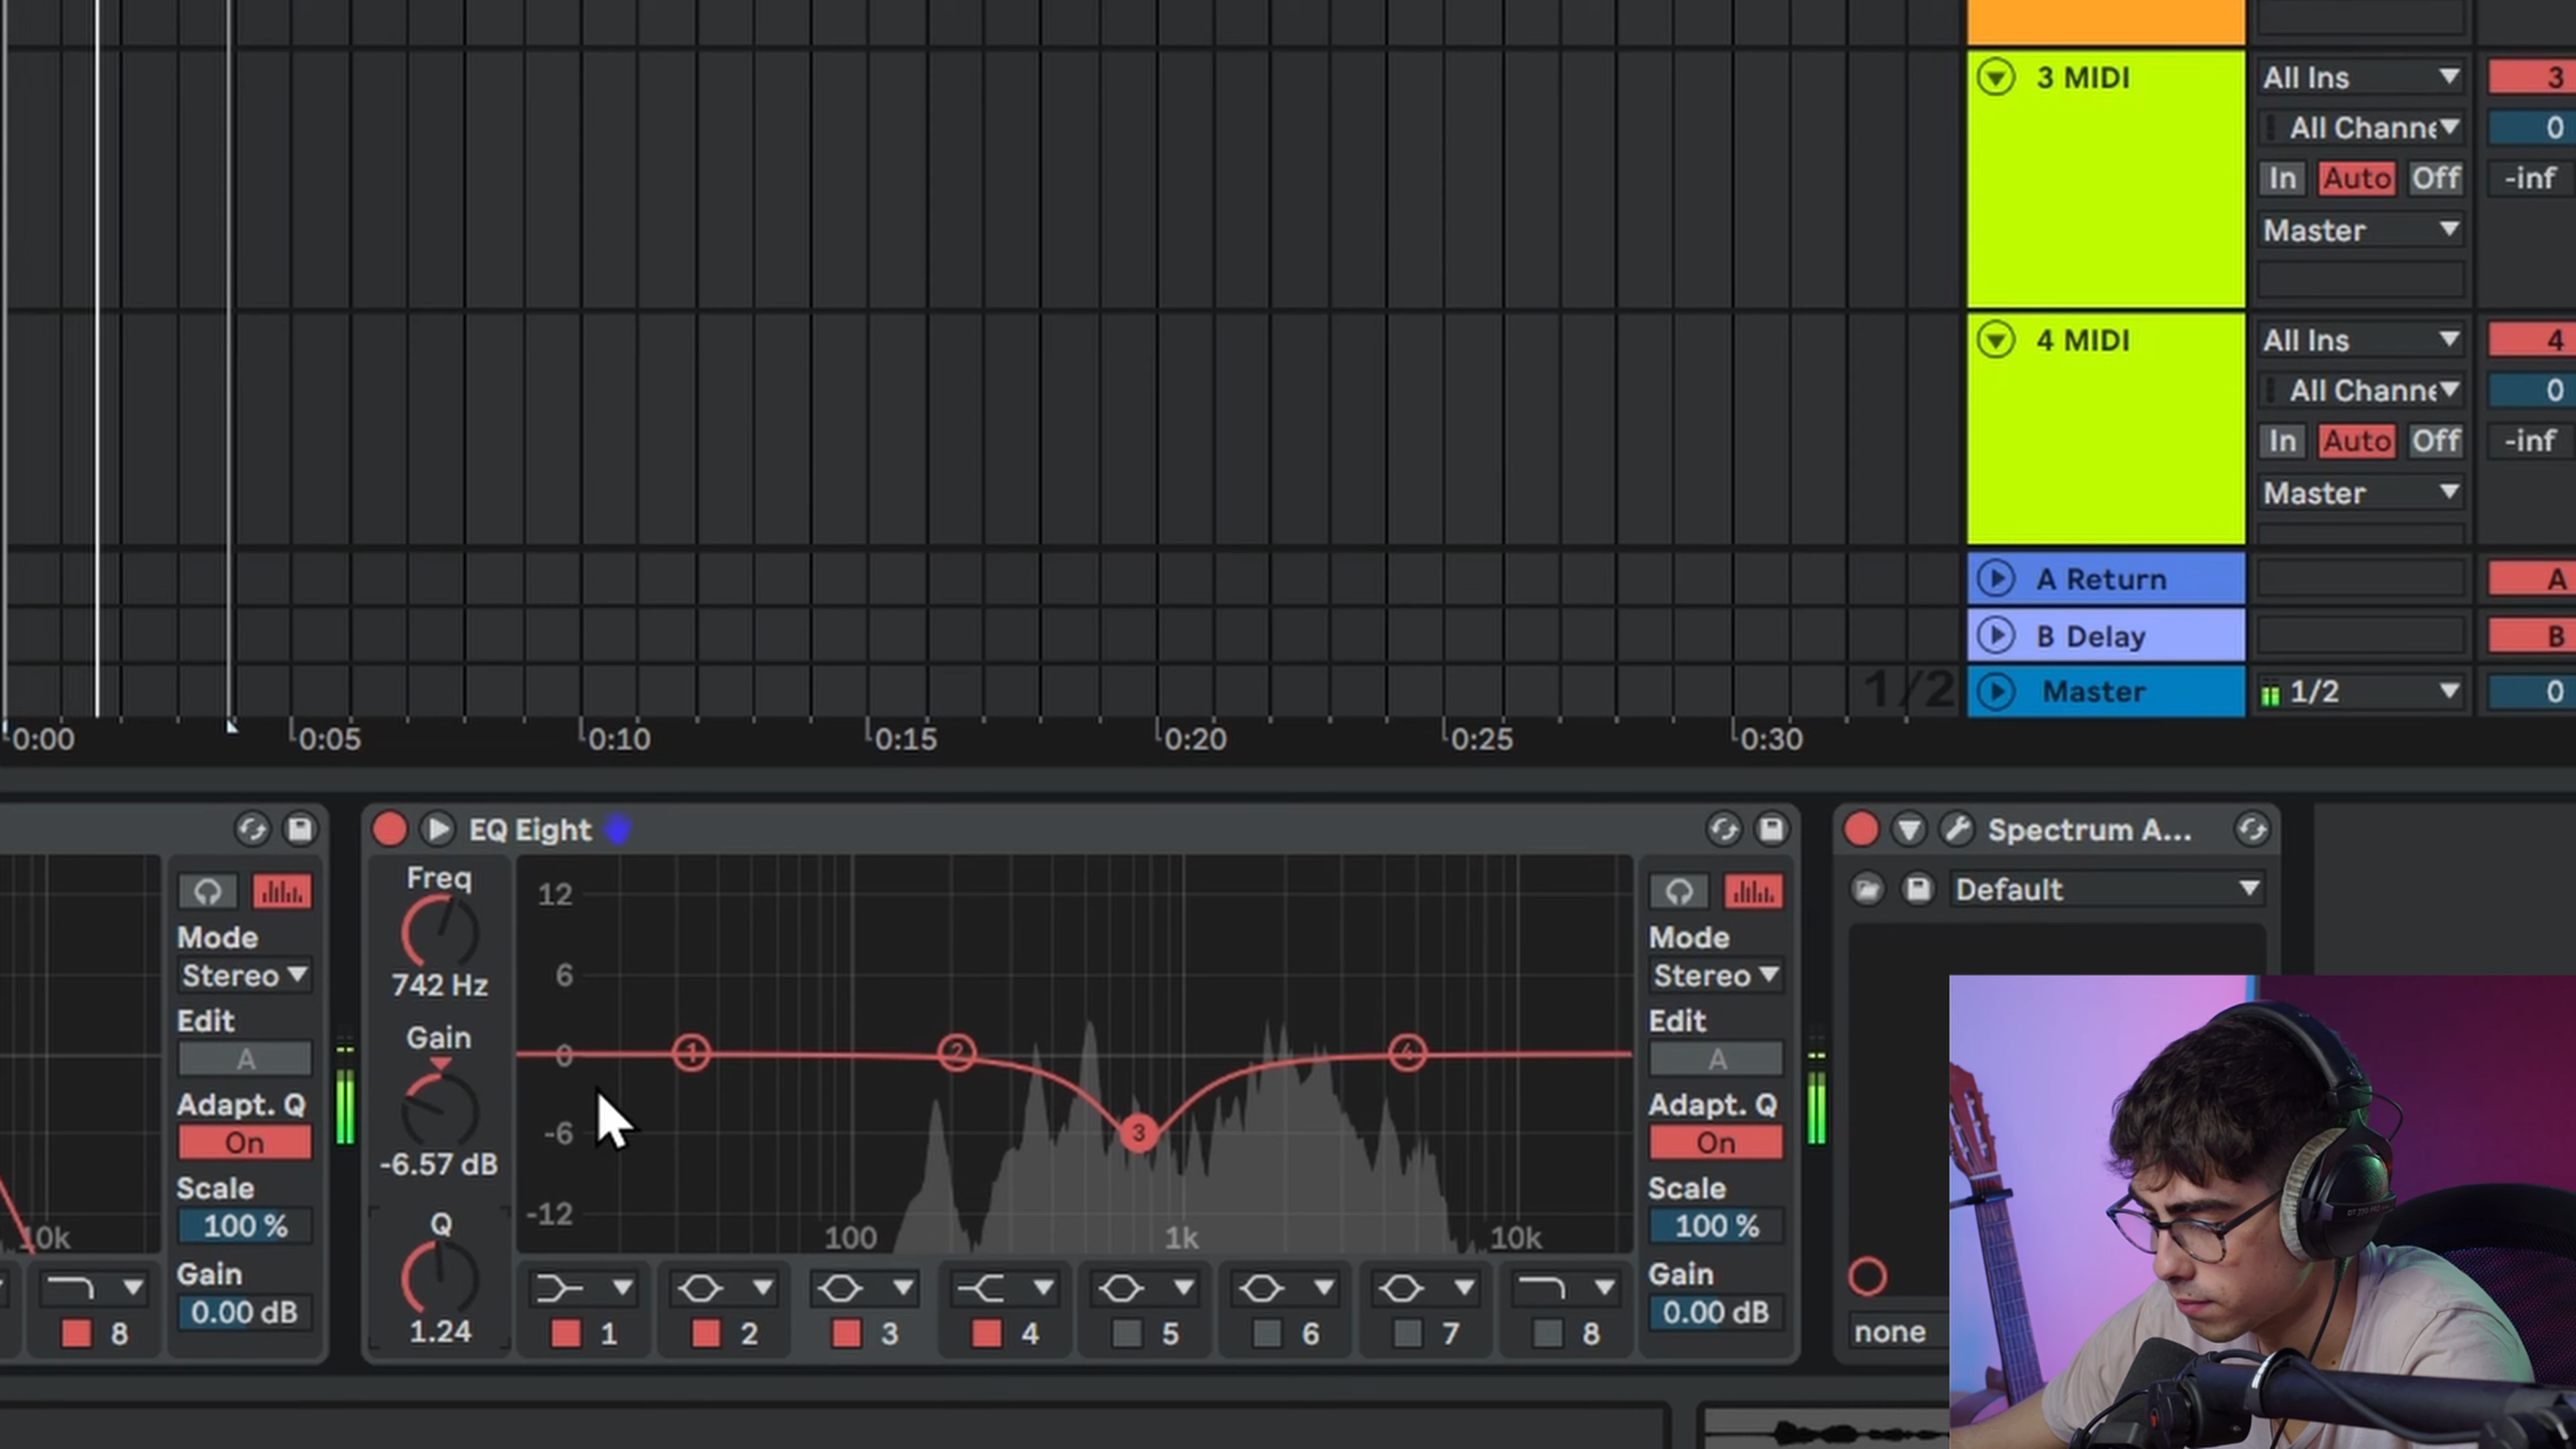 3 MIDI
All Ins
3
All Channe
0
In Auto Off
-inf
Master
4 MIDI
All Ins
4
All Channe
0
In Auto Off
-inf
Master
A Return
A
B Delay
B
1/2
Master
1/2
0
0:00
0:05
0:10
0:15
0:20
0:25
0:30
Mode
Stereo
Edit
A
Adapt. Q
On
Scale
100 %
Gain
0.00 dB
10k
8
EQ Eight
Freq
742 Hz
Gain
-6.57 dB
Q
1.24
12
6
0
-6
-12
100
1k
10k
1
2
3
4
1
2
3
4
5
6
7
8
Mode
Stereo
Edit
A
Adapt. Q
On
Scale
100 %
Gain
0.00 dB
Spectrum A...
Default
none